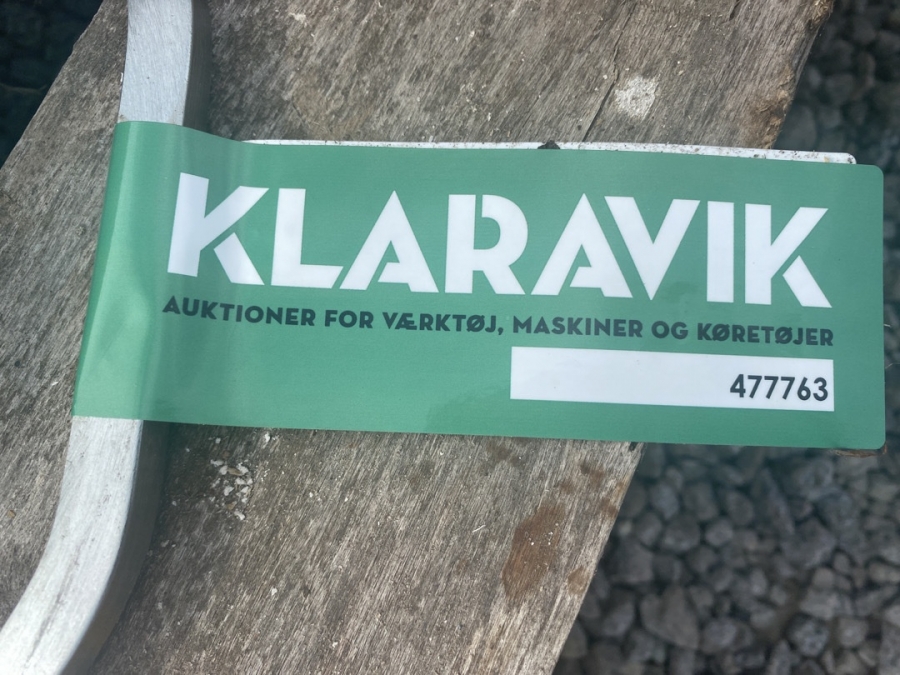 KLARAVIK
AUKTIONER FOR VÆRKTØJ, MASKINER OG KØRETØJER
477763